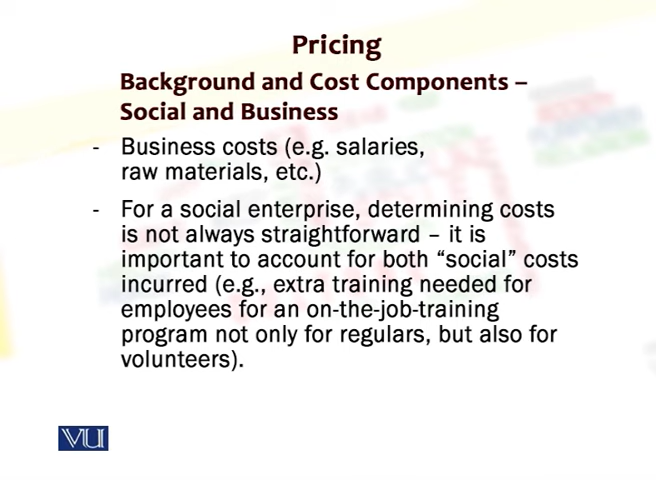 Pricing
Background and Cost Components –
Social and Business
- Business costs (e.g. salaries,
raw materials, etc.)
- For a social enterprise, determining costs
is not always straightforward – it is
important to account for both “social” costs
incurred (e.g., extra training needed for
employees for an on-the-job-training
program not only for regulars, but also for
volunteers).
VU